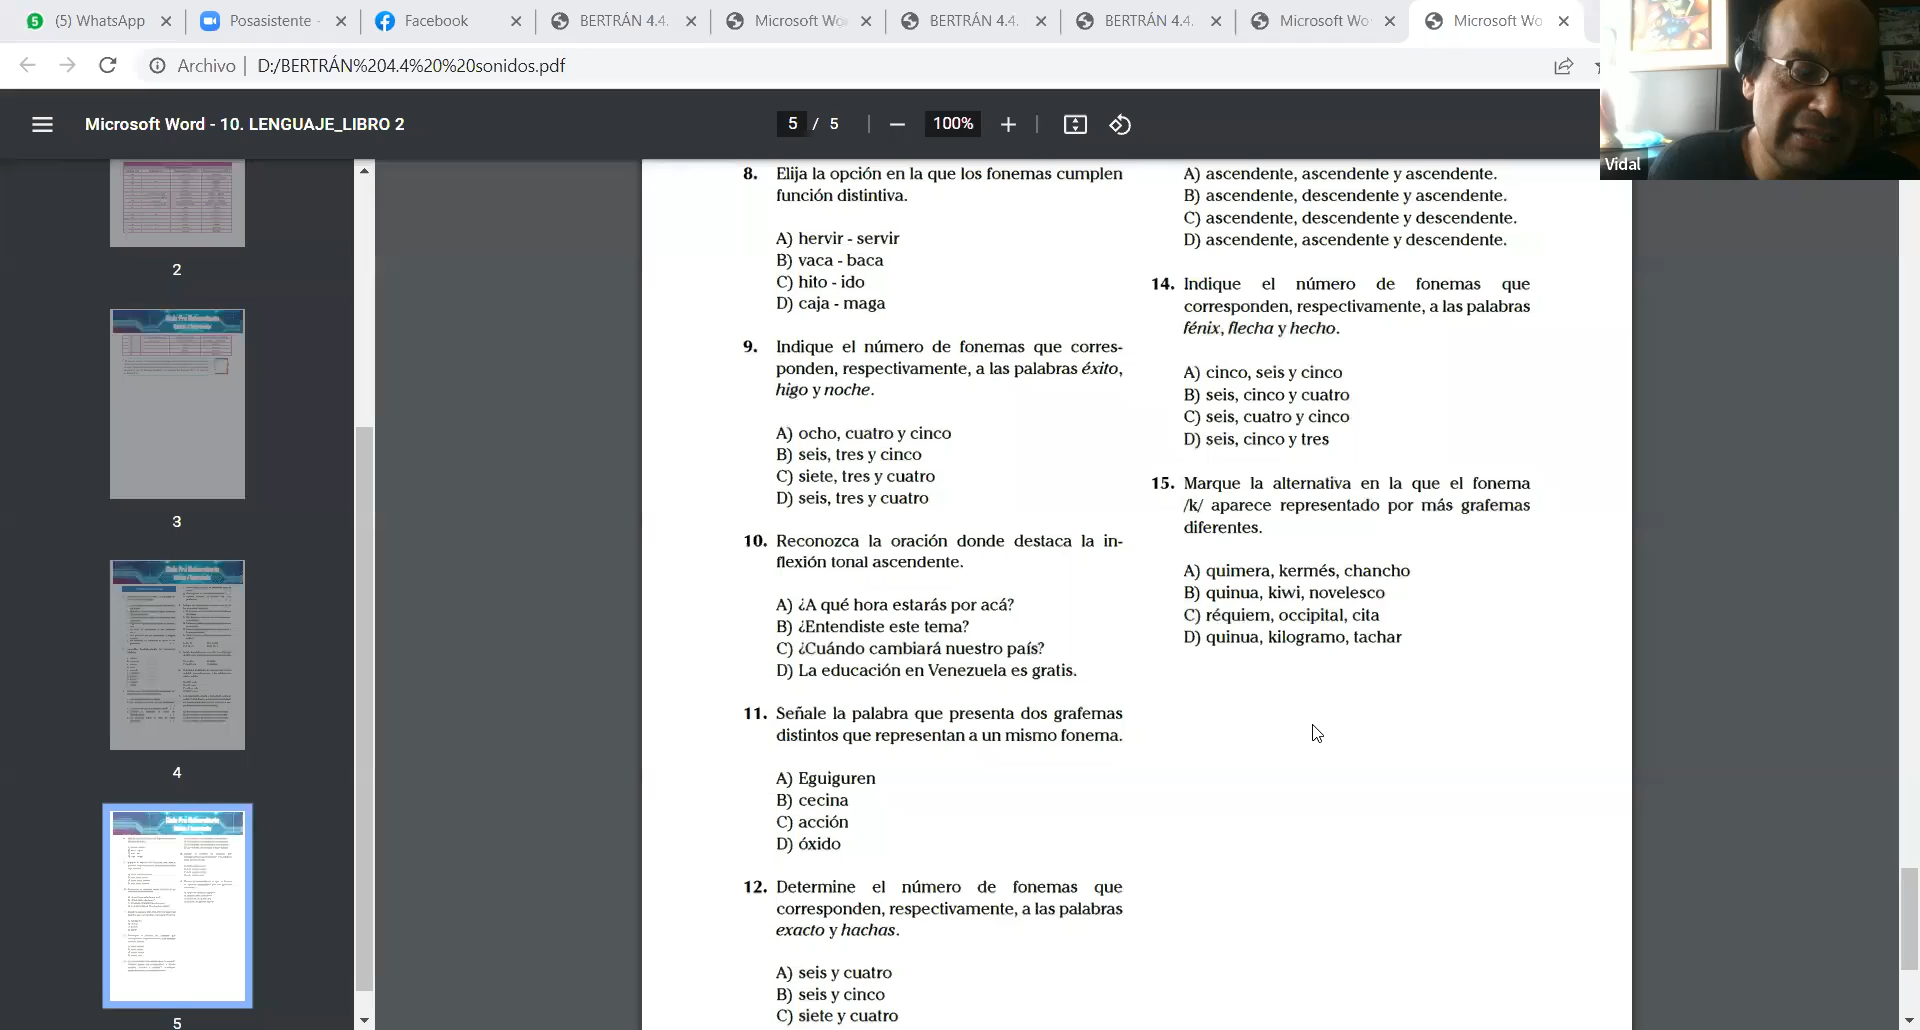 (5) WhatsApp
Posasistente -
Facebook
BERTRÁN 4.4.
Microsoft Wo
BERTRÁN 4.4.
BERTRÁN 4.4.
Microsoft Wo
Microsoft Wo
Archivo | D:/BERTRÁN%204.4%20%20sonidos.pdf
Microsoft Word - 10. LENGUAJE_LIBRO 2
5 / 5
100%
Vidal
2
3
4
5
8. Elija la opción en la que los fonemas cumplen
función distintiva.
A) hervir - servir
B) vaca - baca
C) hito - ido
D) caja - maga
9. Indique el número de fonemas que corres-
ponden, respectivamente, a las palabras éxito,
higo y noche.
A) ocho, cuatro y cinco
B) seis, tres y cinco
C) siete, tres y cuatro
D) seis, tres y cuatro
10. Reconozca la oración donde destaca la in-
flexión tonal ascendente.
A) ¿A qué hora estarás por acá?
B) ¿Entendiste este tema?
C) ¿Cuándo cambiará nuestro país?
D) La educación en Venezuela es gratis.
11. Señale la palabra que presenta dos grafemas
distintos que representan a un mismo fonema.
A) Eguiguren
B) cecina
C) acción
D) óxido
12. Determine el número de fonemas que
corresponden, respectivamente, a las palabras
exacto y hachas.
A) seis y cuatro
B) seis y cinco
C) siete y cuatro
A) ascendente, ascendente y ascendente.
B) ascendente, descendente y ascendente.
C) ascendente, descendente y descendente.
D) ascendente, ascendente y descendente.
14. Indique el número de fonemas que
corresponden, respectivamente, a las palabras
fénix, flecha y hecho.
A) cinco, seis y cinco
B) seis, cinco y cuatro
C) seis, cuatro y cinco
D) seis, cinco y tres
15. Marque la alternativa en la que el fonema
/k/ aparece representado por más grafemas
diferentes.
A) quimera, kermés, chancho
B) quinua, kiwi, novelesco
C) réquiem, occipital, cita
D) quinua, kilogramo, tachar